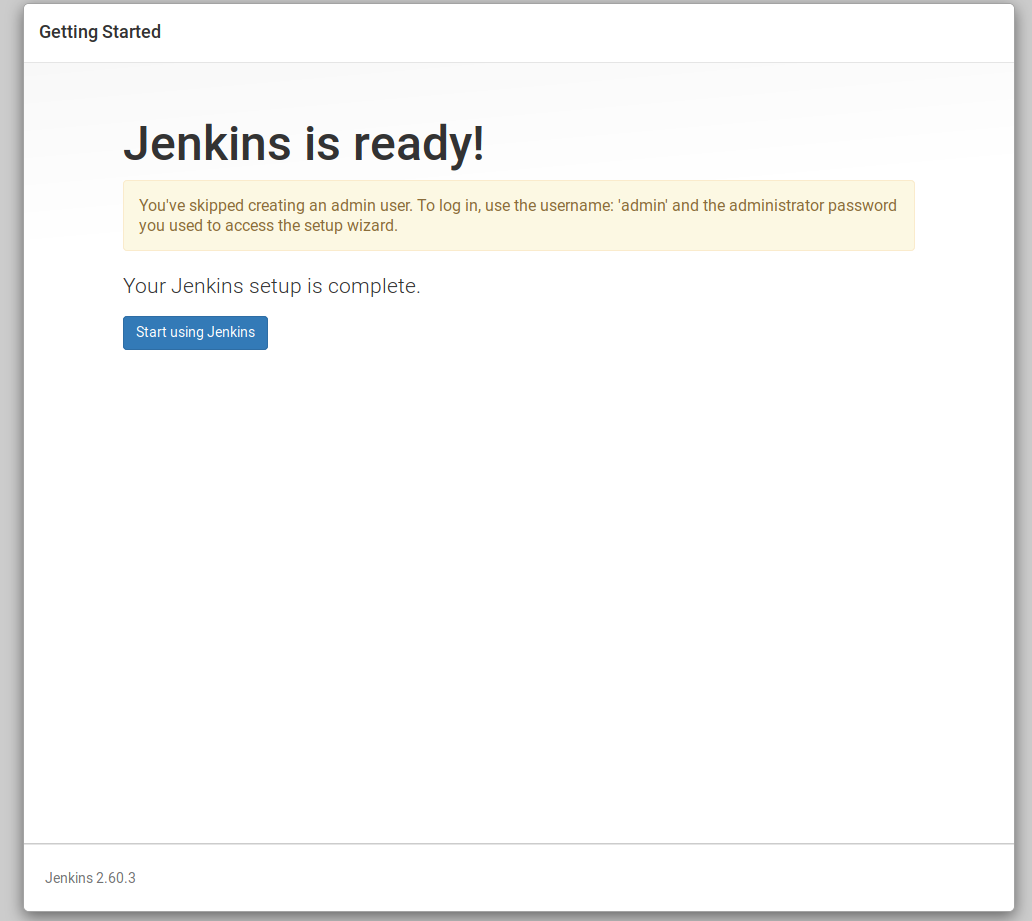 Getting Started
Jenkins is ready!
You've skipped creating an admin user. To log in, use the username: 'admin' and the administrator password
you used to access the setup wizard.
Your Jenkins setup is complete.
Start using Jenkins
Jenkins 2.60.3